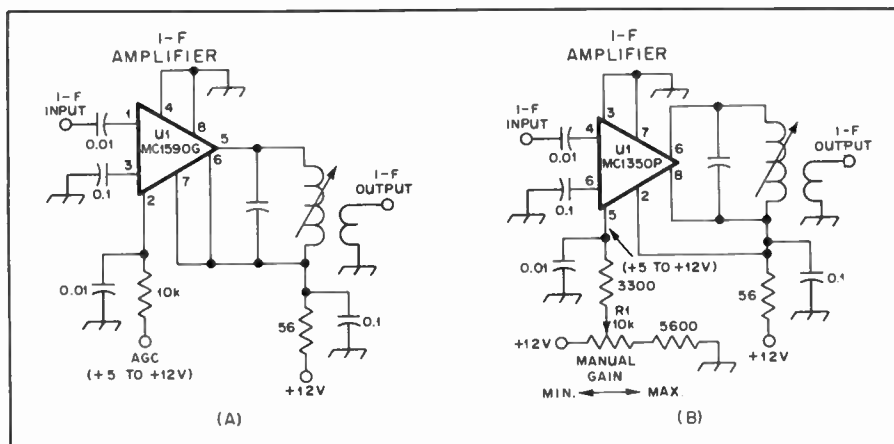 I-F
AMPLIFIER
I-F
INPUT
0.01
1
4
8
U1
MC1590G
5
6
3
0.1
2
7
I-F
OUTPUT
0.01
10k
AGC
(+5 TO +12V)
56
0.1
+12V
(A)
I-F
AMPLIFIER
I-F
INPUT
0.01
4
3
7
U1
MC1350P
6
8
6
0.1
5
2
I-F
OUTPUT
(+5 TO +12V)
0.01
3300
R1
10k
5600
+12V
MANUAL
GAIN
MIN. MAX.
56
0.1
+12V
(B)